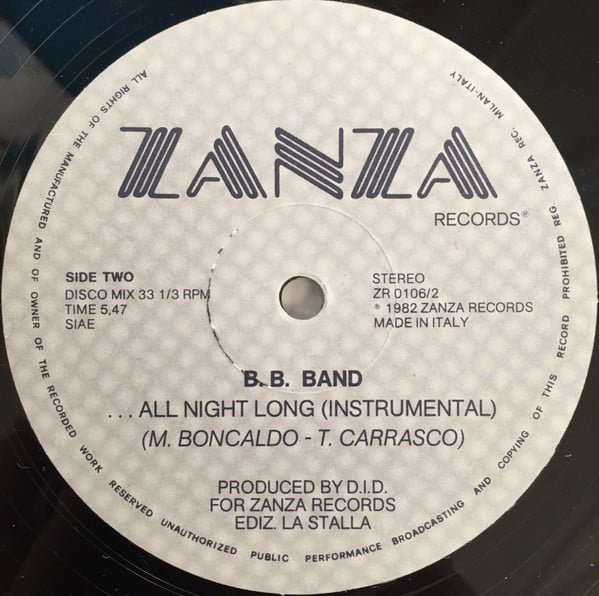 ZANZA
RECORDS®
SIDE TWO
DISCO MIX 33 1/3 RPM
TIME 5,47
SIAE
STEREO
ZR 0106/2
℗ 1982 ZANZA RECORDS
MADE IN ITALY
B. B. BAND
. . . ALL NIGHT LONG (INSTRUMENTAL)
(M. BONCALDO - T. CARRASCO)
PRODUCED BY D.I.D.
FOR ZANZA RECORDS
EDIZ. LA STALLA
ALL RIGHTS OF THE MANUFACTURED AND OF OWNER OF THE RECORDED WORK RESERVED UNAUTHORIZED PUBLIC PERFORMANCE BROADCASTING AND COPYING OF THIS RECORD PROHIBITED REG. ZANZA REC. MILAN-ITALY